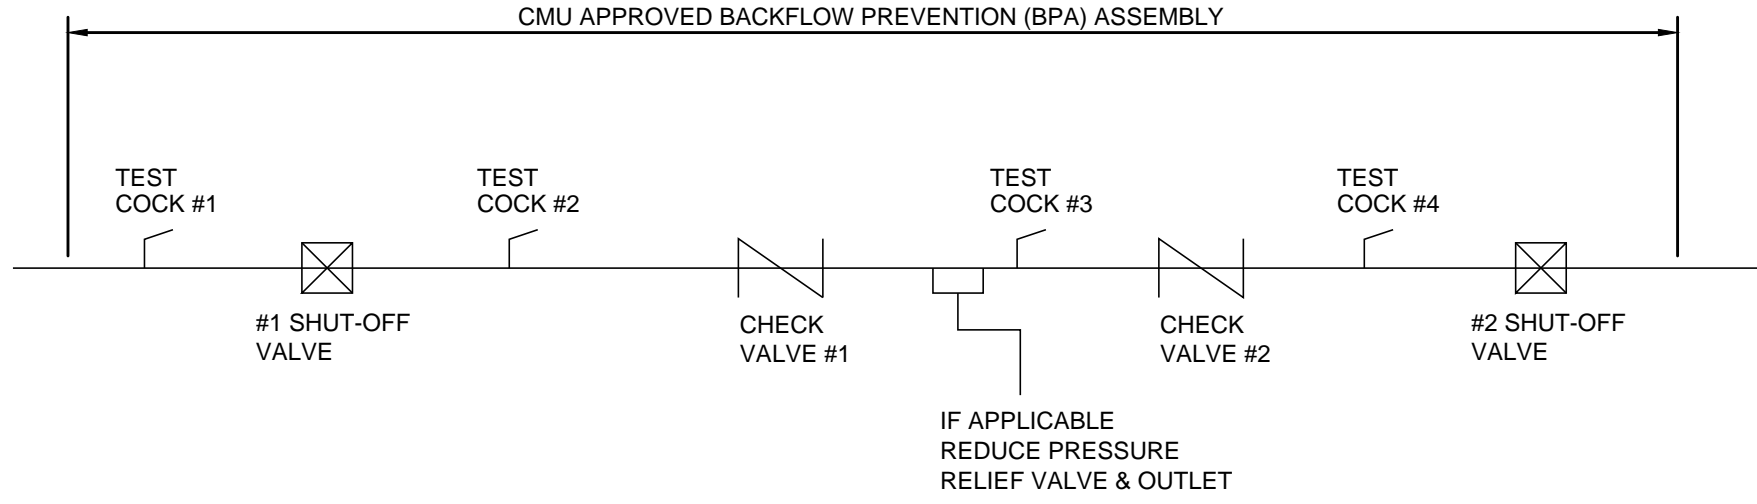 CMU APPROVED BACKFLOW PREVENTION (BPA) ASSEMBLY
TEST
COCK #1
TEST
COCK #2
TEST
COCK #3
TEST
COCK #4
#1 SHUT-OFF
VALVE
CHECK
VALVE #1
CHECK
VALVE #2
#2 SHUT-OFF
VALVE
IF APPLICABLE
REDUCE PRESSURE
RELIEF VALVE & OUTLET